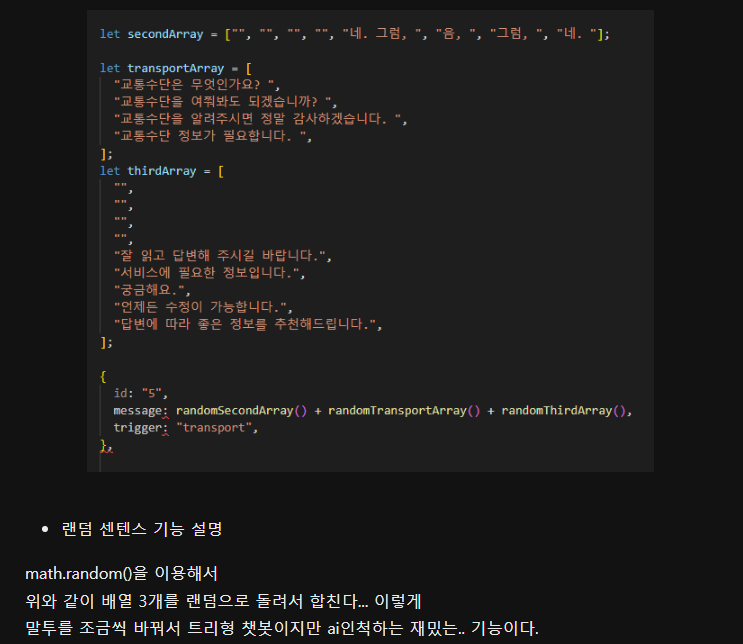 let secondArray = ["", "", "", "", "네. 그럼, ", "음, ", "그럼, ", "네. "];
let transportArray = [
"교통수단은 무엇인가요? ",
"교통수단을 여쭤봐도 되겠습니까? ",
"교통수단을 알려주시면 정말 감사하겠습니다. ",
"교통수단 정보가 필요합니다. ",
];
let thirdArray = [
"",
"",
"",
"",
"잘 읽고 답변해 주시길 바랍니다.",
"서비스에 필요한 정보입니다.",
"궁금해요.",
"언제든 수정이 가능합니다.",
"답변에 따라 좋은 정보를 추천해드립니다.",
];
{
id: "5",
message: randomSecondArray() + randomTransportArray() + randomThirdArray(),
trigger: "transport",
},
• 랜덤 센텐스 기능 설명
math.random()을 이용해서
위와 같이 배열 3개를 랜덤으로 돌려서 합친다... 이렇게
말투를 조금씩 바꿔서 트리형 챗봇이지만 ai인척하는 재밌는.. 기능이다.